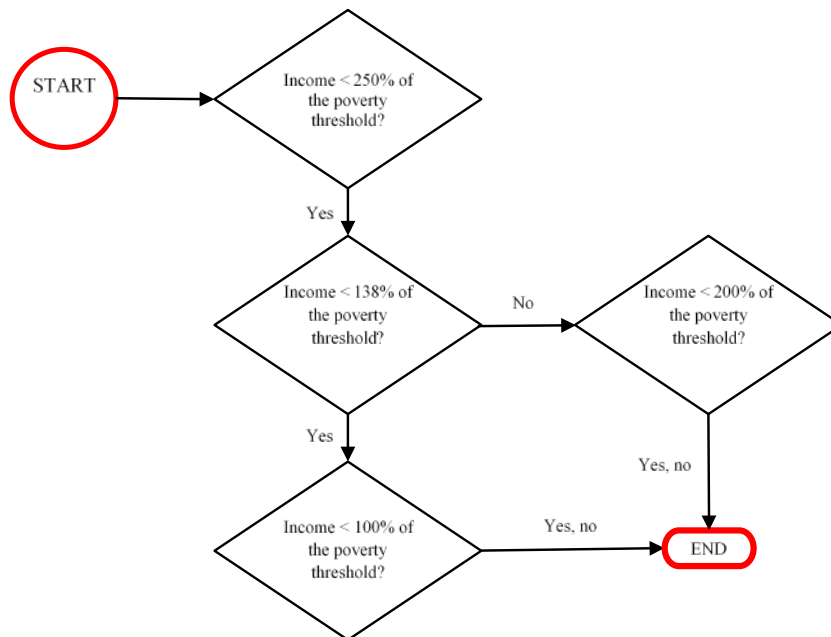 START
Income < 250% of
the poverty
threshold?
Yes
Income < 138% of
the poverty
threshold?
No
Income < 200% of
the poverty
threshold?
Yes
Yes, no
Income < 100% of
the poverty
threshold?
Yes, no
END